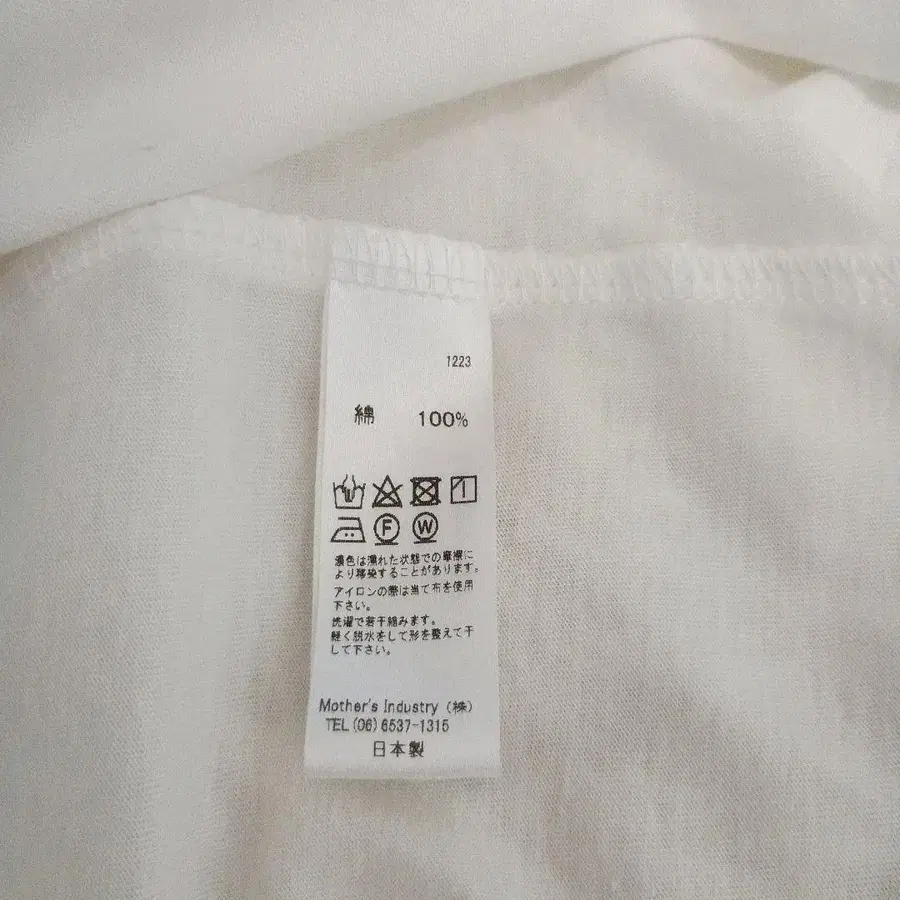 1223
綿 100%
F W
濃色は濡れた状態での摩擦に
より移染することがあります。
アイロンの際は当て布を使用
下さい。
洗濯で若干縮みます。
軽く脱水をして形を整えて干
して下さい。
Mother's Industry (株)
TEL (06) 6537-1315
日本製